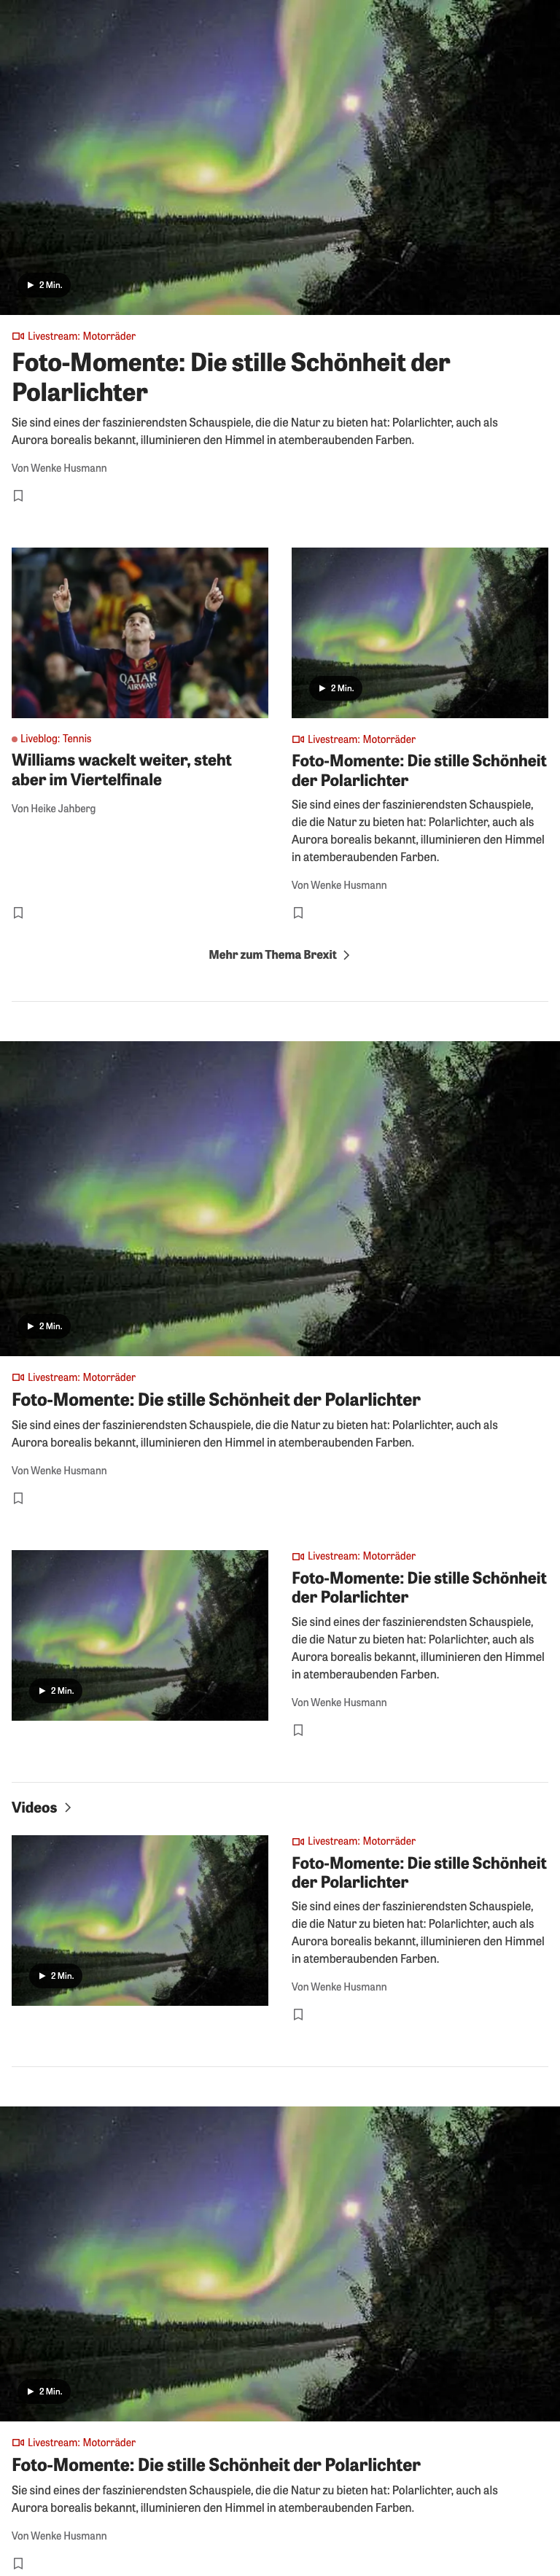 2 Min.
Livestream: Motorräder
Foto-Momente: Die stille Schönheit der
Polarlichter
Sie sind eines der faszinierendsten Schauspiele, die die Natur zu bieten hat: Polarlichter, auch als
Aurora borealis bekannt, illuminieren den Himmel in atemberaubenden Farben.
Von Wenke Husmann
QATAR
AIRWAYS
Liveblog: Tennis
Williams wackelt weiter, steht
aber im Viertelfinale
Von Heike Jahberg
2 Min.
Livestream: Motorräder
Foto-Momente: Die stille Schönheit
der Polarlichter
Sie sind eines der faszinierendsten Schauspiele,
die die Natur zu bieten hat: Polarlichter, auch als
Aurora borealis bekannt, illuminieren den Himmel
in atemberaubenden Farben.
Von Wenke Husmann
Mehr zum Thema Brexit
2 Min.
Livestream: Motorräder
Foto-Momente: Die stille Schönheit der Polarlichter
Sie sind eines der faszinierendsten Schauspiele, die die Natur zu bieten hat: Polarlichter, auch als
Aurora borealis bekannt, illuminieren den Himmel in atemberaubenden Farben.
Von Wenke Husmann
2 Min.
Livestream: Motorräder
Foto-Momente: Die stille Schönheit
der Polarlichter
Sie sind eines der faszinierendsten Schauspiele,
die die Natur zu bieten hat: Polarlichter, auch als
Aurora borealis bekannt, illuminieren den Himmel
in atemberaubenden Farben.
Von Wenke Husmann
Videos
2 Min.
Livestream: Motorräder
Foto-Momente: Die stille Schönheit
der Polarlichter
Sie sind eines der faszinierendsten Schauspiele,
die die Natur zu bieten hat: Polarlichter, auch als
Aurora borealis bekannt, illuminieren den Himmel
in atemberaubenden Farben.
Von Wenke Husmann
2 Min.
Livestream: Motorräder
Foto-Momente: Die stille Schönheit der Polarlichter
Sie sind eines der faszinierendsten Schauspiele, die die Natur zu bieten hat: Polarlichter, auch als
Aurora borealis bekannt, illuminieren den Himmel in atemberaubenden Farben.
Von Wenke Husmann